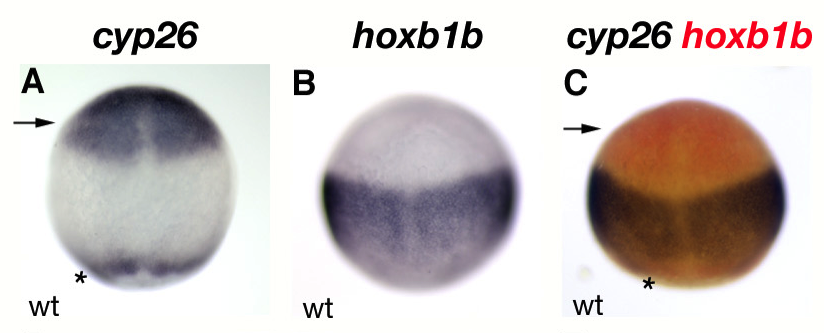 cyp26 hoxb1b cyp26 hoxb1b
A B C
*
*
wt wt wt